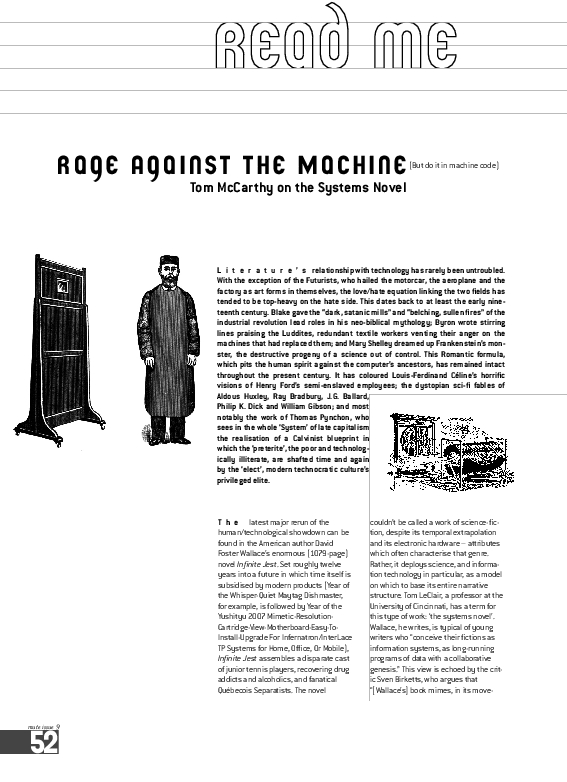 Read me
Rage against the machine (But do it in machine code)
Tom McCarthy on the Systems Novel
Literature's relationship with technology has rarely been untroubled.
With the exception of the Futurists, who hailed the motorcar, the aeroplane and the
factory as art forms in themselves, the love/hate equation linking the two fields has
tended to be top-heavy on the hate side. This dates back to at least the early nine-
teenth century. Blake gave the "dark, satanic mills" and "belching, sullen fires" of the
industrial revolution lead roles in his neo-biblical mythology; Byron wrote stirring
lines praising the Luddites, redundant textile workers venting their anger on the
machines that had replaced them; and Mary Shelley dreamed up Frankenstein's mon-
ster, the destructive progeny of a science out of control. This Romantic formula,
which pits the human spirit against the computer's ancestors, has remained intact
throughout the present century. It has coloured Louis-Ferdinand Céline's horrific
visions of Henry Ford's semi-enslaved employees; the dystopian sci-fi fables of
Aldous Huxley, Ray Bradbury, J.G. Ballard,
Philip K. Dick and William Gibson; and most
notably the work of Thomas Pynchon, who
sees in the whole 'System' of late capitalism
the realisation of a Calvinist blueprint in
which the 'preterite', the poor and technolog-
ically illiterate, are shafted time and again
by the 'elect', modern technocratic culture's
privileged elite.
The latest major rerun of the
human/technological showdown can be
found in the American author David
Foster Wallace's enormous (1079-page)
novel Infinite Jest. Set roughly twelve
years into a future in which time itself is
subsidised by modern products (Year of
the Whisper-Quiet Maytag Dishmaster,
for example, is followed by Year of the
Yushityu 2007 Mimetic-Resolution-
Cartridge-View-Motherboard-Easy-To-
Install-Upgrade For Infernatron/InterLace
TP Systems for Home, Office, Or Mobile),
Infinite Jest assembles a disparate cast
of junior tennis players, recovering drug
addicts and alcoholics, and fanatical
Québecois Separatists. The novel
couldn't be called a work of science-fic-
tion, despite its temporal extrapolation
and its electronic hardware – attributes
which often characterise that genre.
Rather, it deploys science, and informa-
tion technology in particular, as a model
on which to base its entire narrative
structure. Tom LeClair, a professor at the
University of Cincinnati, has a term for
this type of work: 'the systems novel'.
Wallace, he writes, is typical of young
writers who "conceive their fictions as
information systems, as long-running
programs of data with a collaborative
genesis." This view is echoed by the crit-
ic Sven Birketts, who argues that
"[Wallace's] book mimes, in its move-
mute issue 9
52